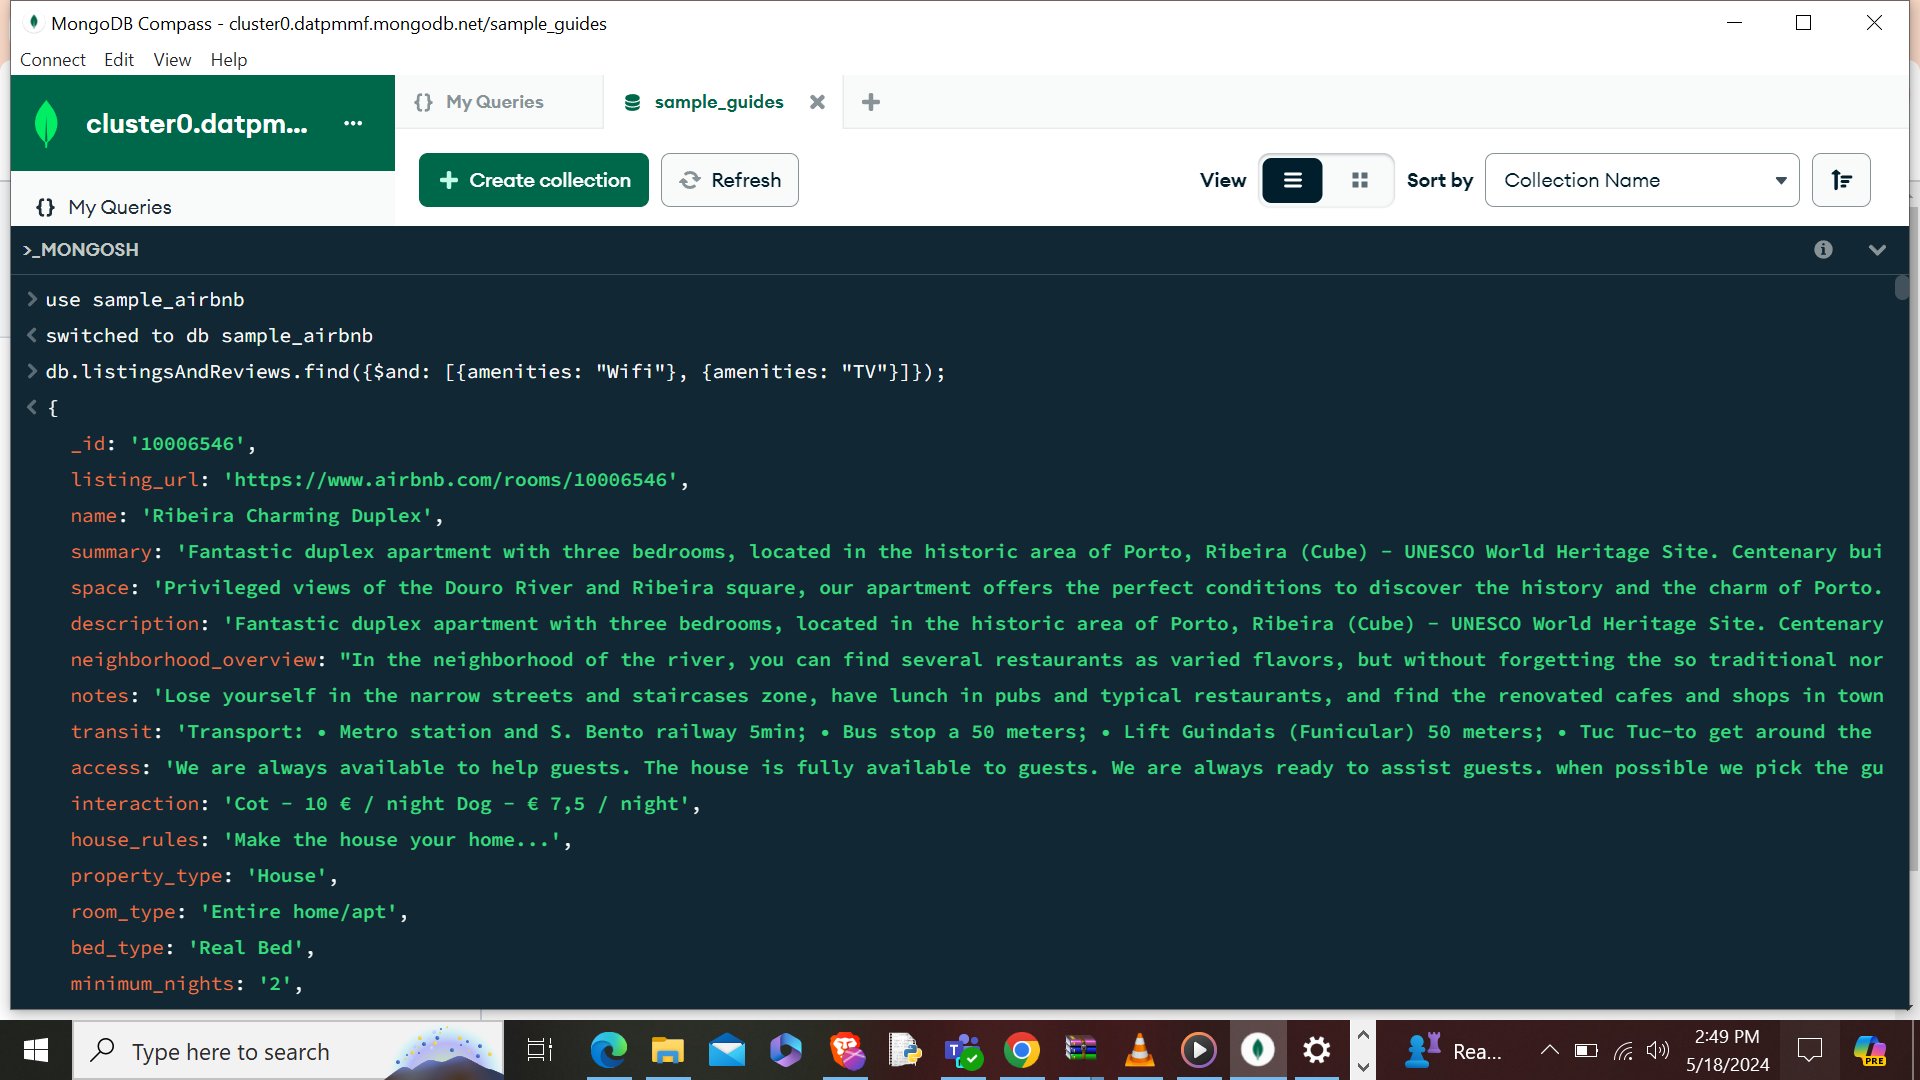 MongoDB Compass - cluster0.datpmmf.mongodb.net/sample_guides
Connect Edit View Help
cluster0.datpm...
{} My Queries
sample_guides
Create collection
Refresh
View
Sort by
Collection Name
{} My Queries
>_MONGOSH
> use sample_airbnb
< switched to db sample_airbnb
> db.listingsAndReviews.find({$and: [{amenities: "Wifi"}, {amenities: "TV"}]});
< {
_id: '10006546',
listing_url: 'https://www.airbnb.com/rooms/10006546',
name: 'Ribeira Charming Duplex',
summary: 'Fantastic duplex apartment with three bedrooms, located in the historic area of Porto, Ribeira (Cube) - UNESCO World Heritage Site. Centenary bui
space: 'Privileged views of the Douro River and Ribeira square, our apartment offers the perfect conditions to discover the history and the charm of Porto.
description: 'Fantastic duplex apartment with three bedrooms, located in the historic area of Porto, Ribeira (Cube) - UNESCO World Heritage Site. Centenary
neighborhood_overview: "In the neighborhood of the river, you can find several restaurants as varied flavors, but without forgetting the so traditional nor
notes: 'Lose yourself in the narrow streets and staircases zone, have lunch in pubs and typical restaurants, and find the renovated cafes and shops in town
transit: 'Transport: • Metro station and S. Bento railway 5min; • Bus stop a 50 meters; • Lift Guindais (Funicular) 50 meters; • Tuc Tuc-to get around the
access: 'We are always available to help guests. The house is fully available to guests. We are always ready to assist guests. when possible we pick the gu
interaction: 'Cot - 10 € / night Dog - € 7,5 / night',
house_rules: 'Make the house your home...',
property_type: 'House',
room_type: 'Entire home/apt',
bed_type: 'Real Bed',
minimum_nights: '2',
Type here to search
Rea...
2:49 PM
5/18/2024
PRE